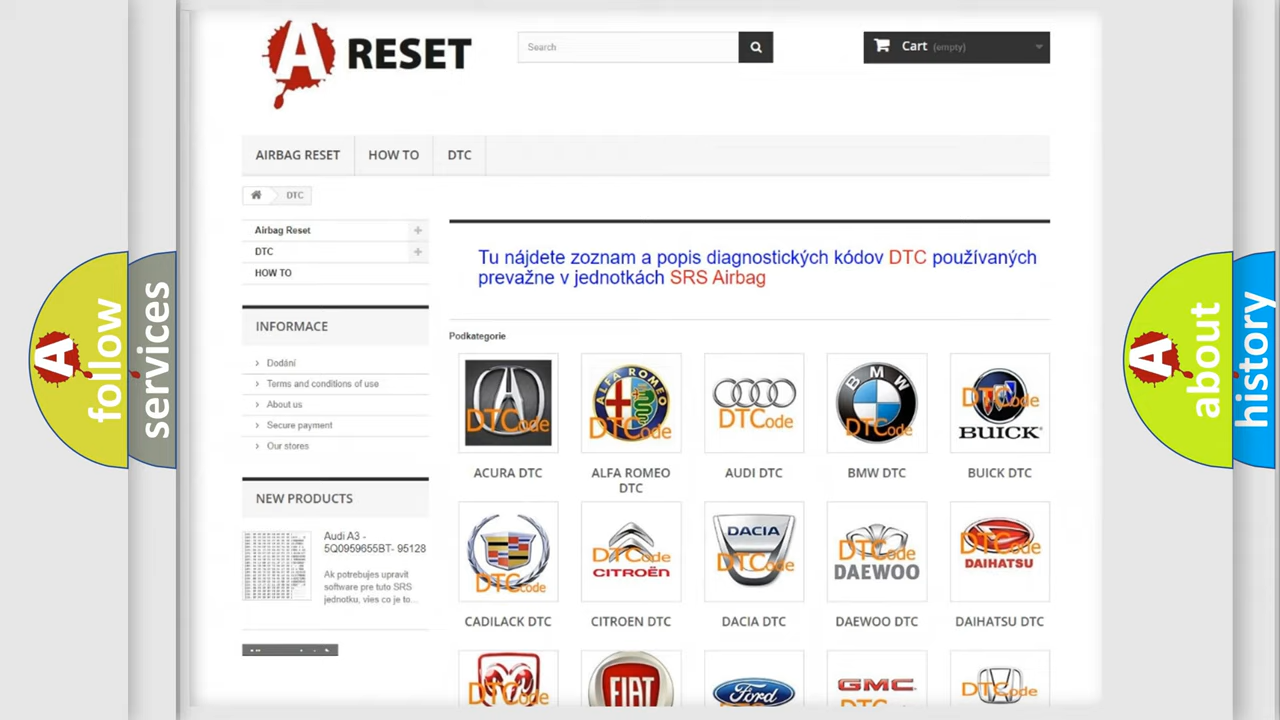 A RESET
Search
Cart (empty)
AIRBAG RESET
HOW TO
DTC
DTC
Airbag Reset
DTC
HOW TO
Tu nájdete zoznam a popis diagnostických kódov DTC používaných
prevažne v jednotkách SRS Airbag
INFORMACE
Dodání
Terms and conditions of use
About us
Secure payment
Our stores
NEW PRODUCTS
Audi A3 -
5Q0959655BT- 95128
Ak potrebujes upravit
software pre tuto SRS
jednotku, vies co je to...
Podkategorie
DTCode
ALFA ROMEO
DTCode
DTCode
BMW
DTCode
DTCode
BUICK
ACURA DTC
ALFA ROMEO
DTC
AUDI DTC
BMW DTC
BUICK DTC
DTCode
DTCode
CITROËN
DACIA
DTCode
DTCode
DAEWOO
DTCode
DAIHATSU
CADILACK DTC
CITROEN DTC
DACIA DTC
DAEWOO DTC
DAIHATSU DTC
DTCode
FIAT
Ford
GMC
DTCode
A follow
services
A about
history